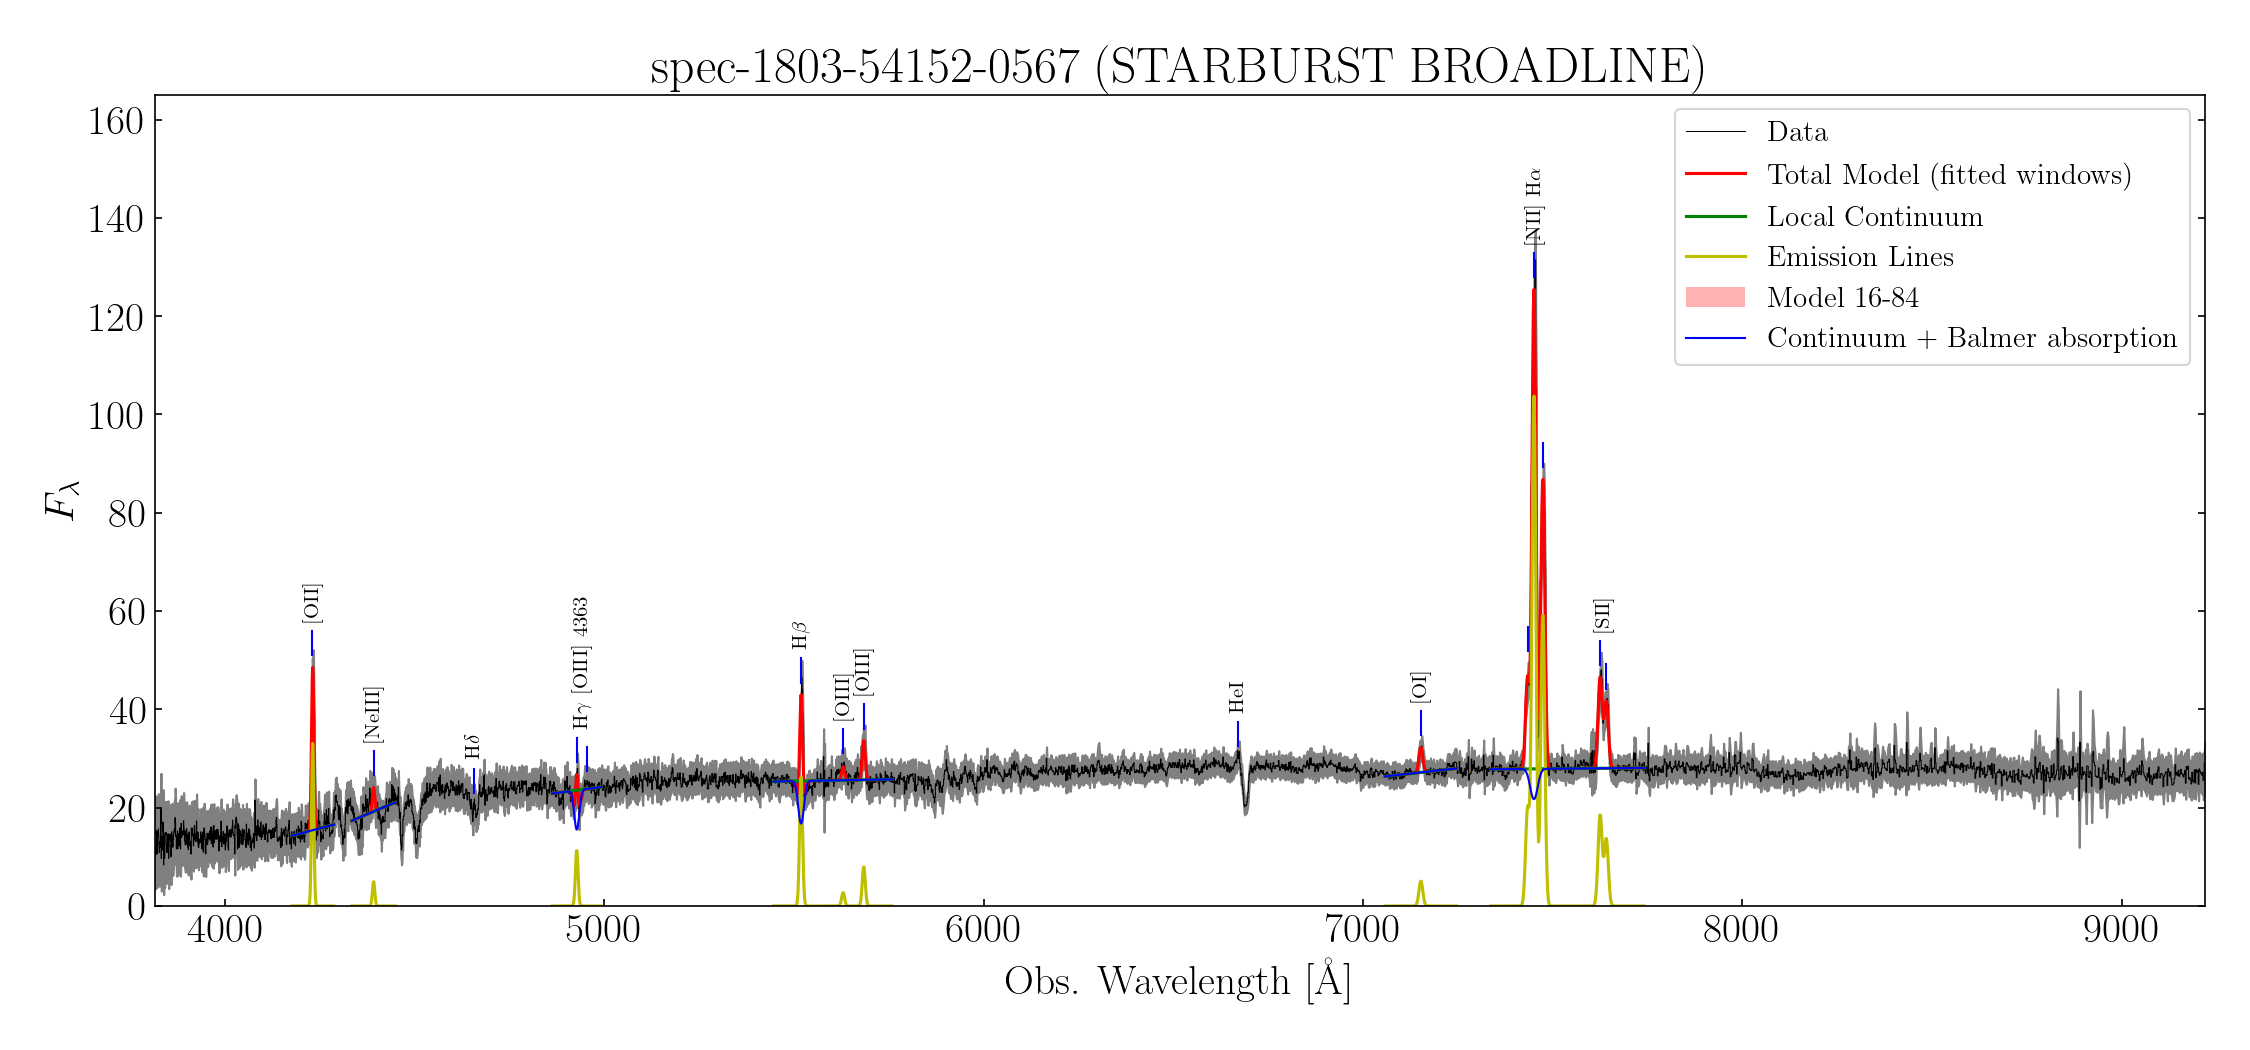 spec-1803-54152-0567 (STARBURST BROADLINE)
160
140
120
100
80
60
40
20
0
F_λ
Data
Total Model (fitted windows)
Local Continuum
Emission Lines
Model 16-84
Continuum + Balmer absorption
[OII]
[NeIII]
Hδ
Hγ [OIII] 4363
Hβ
[OIII]
[OIII]
HeI
[OI]
[NII] Hα
[SII]
4000
5000
6000
7000
8000
9000
Obs. Wavelength [Å]